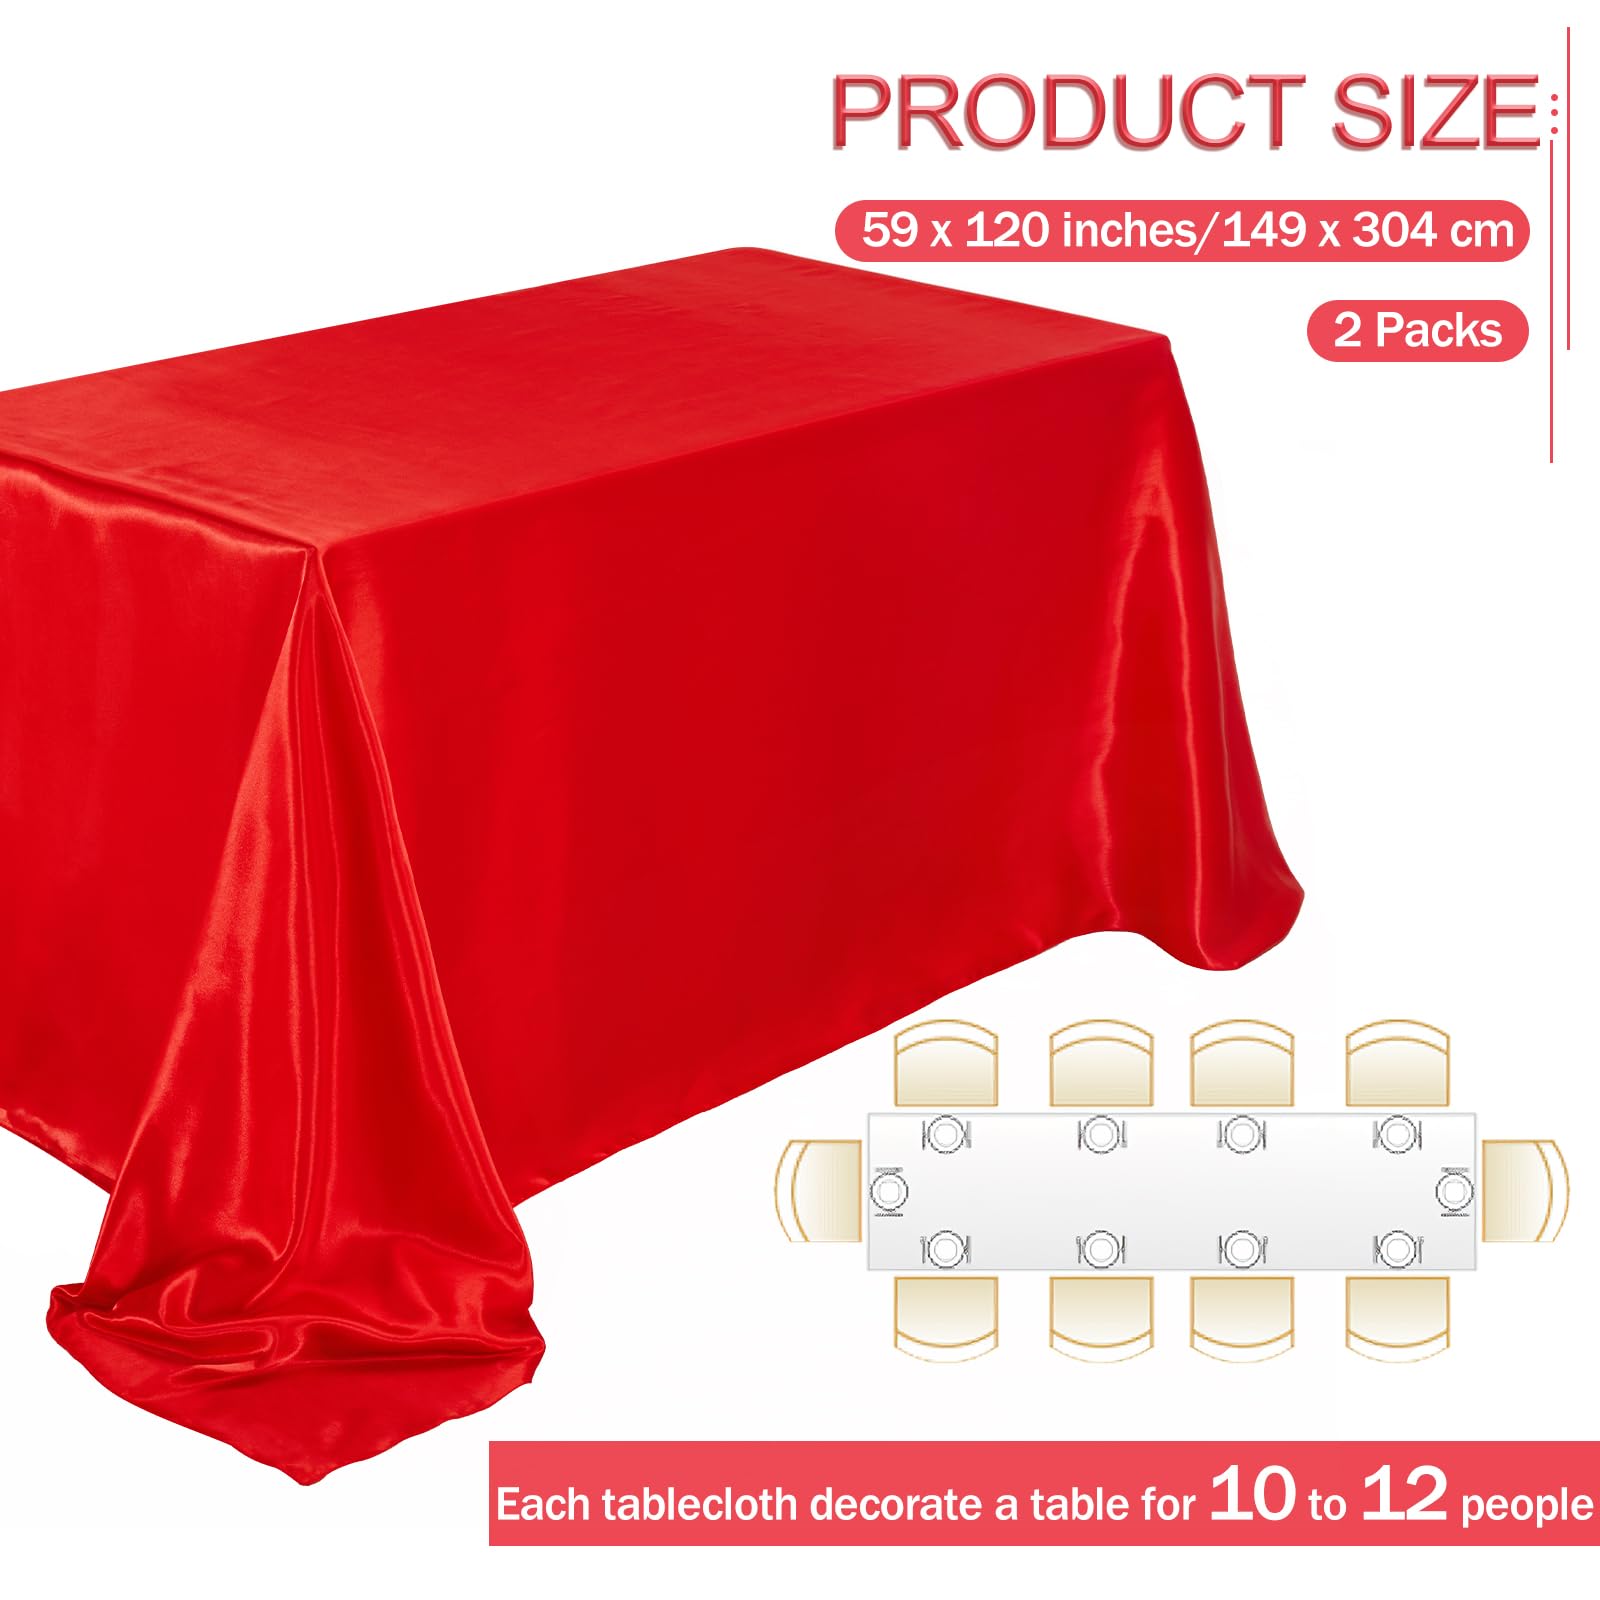 PRODUCT SIZE
59 x 120 inches/149 x 304 cm
2 Packs
Each tablecloth decorate a table for 10 to 12 people